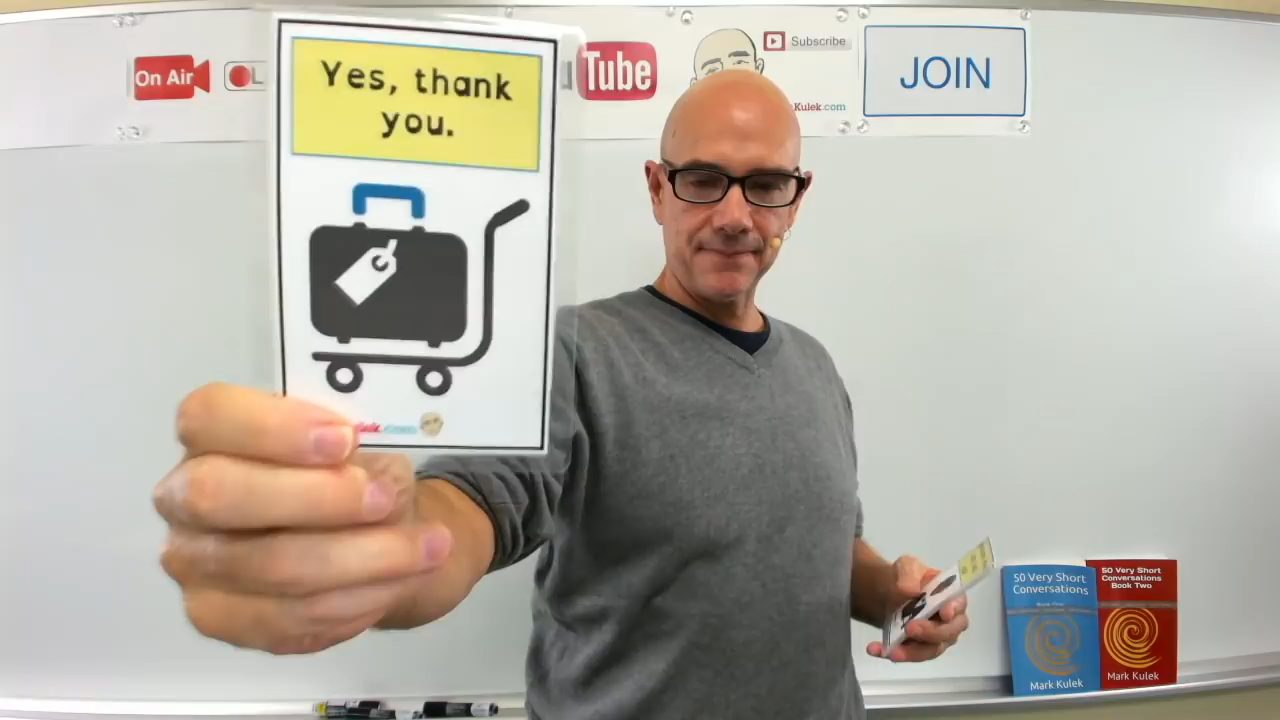 On Air
L
Yes, thank
you.
Tube
Subscribe
Kulek.com
JOIN
.com
50 Very Short
Conversations
Mark Kulek
50 Very Short
Conversations
Book Two
Mark Kulek